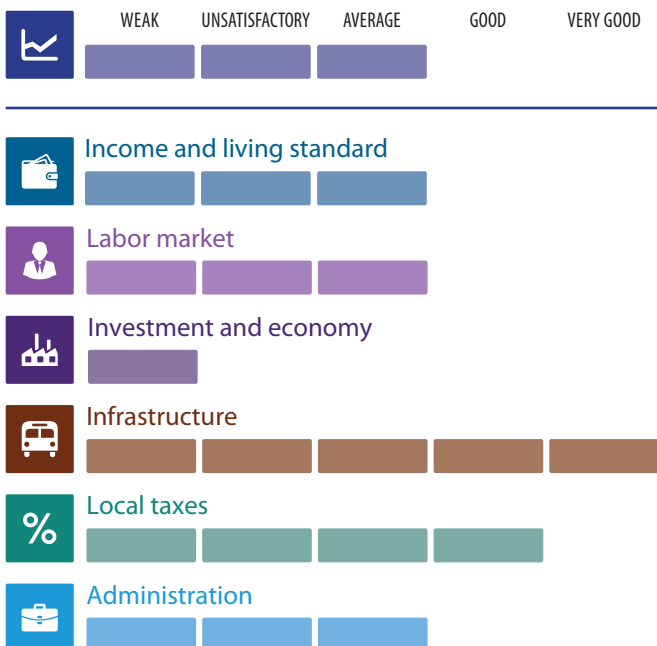 WEAK UNSATISFACTORY AVERAGE GOOD VERY GOOD
Income and living standard
Labor market
Investment and economy
Infrastructure
Local taxes
%
Administration